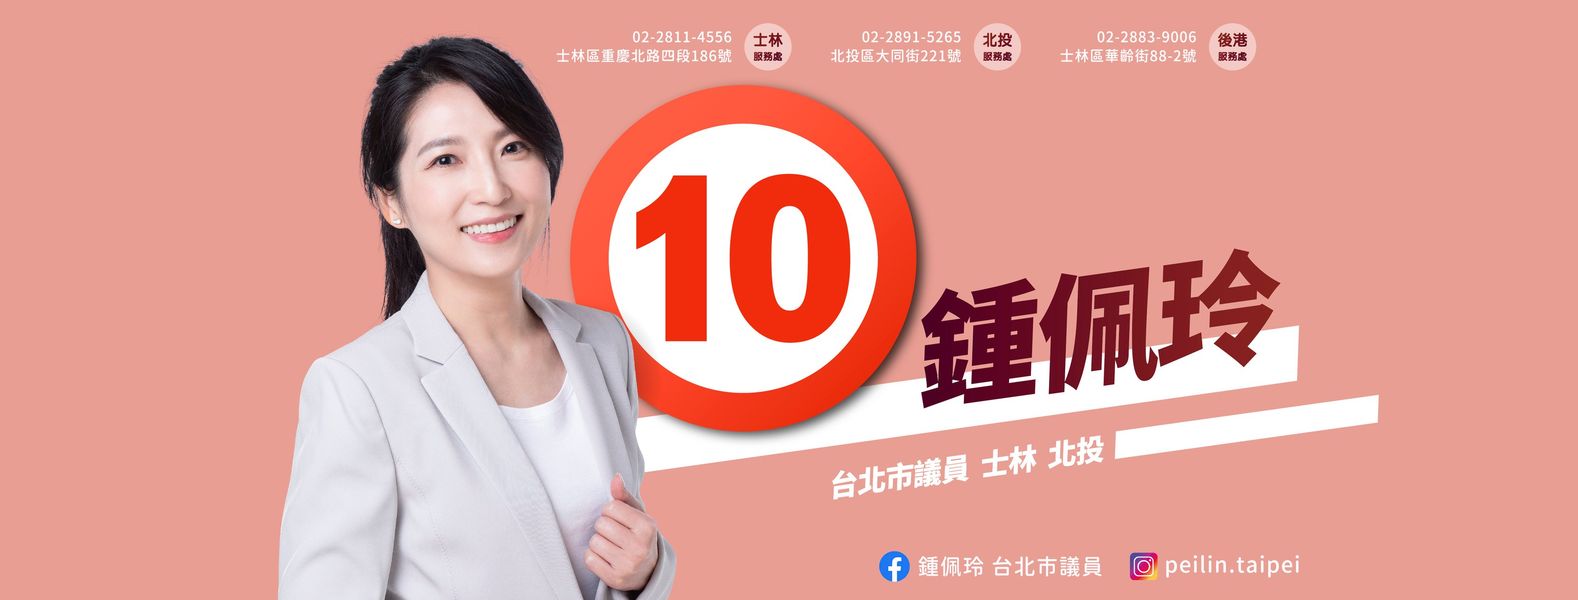 02-2811-4556
士林區重慶北路四段186號
士林
服務處
02-2891-5265
北投區大同街221號
北投
服務處
02-2883-9006
士林區華齡街88-2號
後港
服務處
10
鍾佩玲
台北市議員 士林 北投
鍾佩玲 台北市議員
peilin.taipei